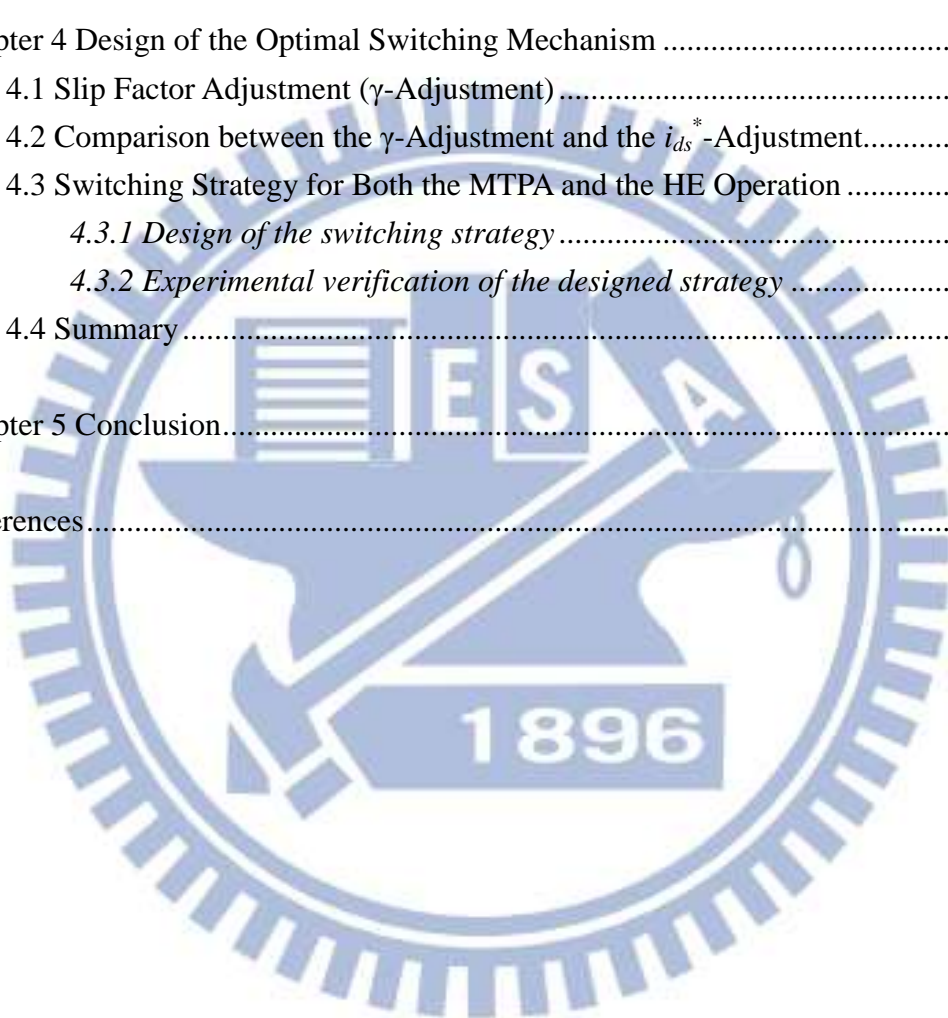 pter 4 Design of the Optimal Switching Mechanism ....................................
4.1 Slip Factor Adjustment (γ-Adjustment) ..................................................
4.2 Comparison between the γ-Adjustment and the i_ds^*-Adjustment............
4.3 Switching Strategy for Both the MTPA and the HE Operation ..............
4.3.1 Design of the switching strategy ..................................................
4.3.2 Experimental verification of the designed strategy .....................
4.4 Summary ..............................................................................................
pter 5 Conclusion.........................................................................................
erences.........................................................................................................
ESA
1896